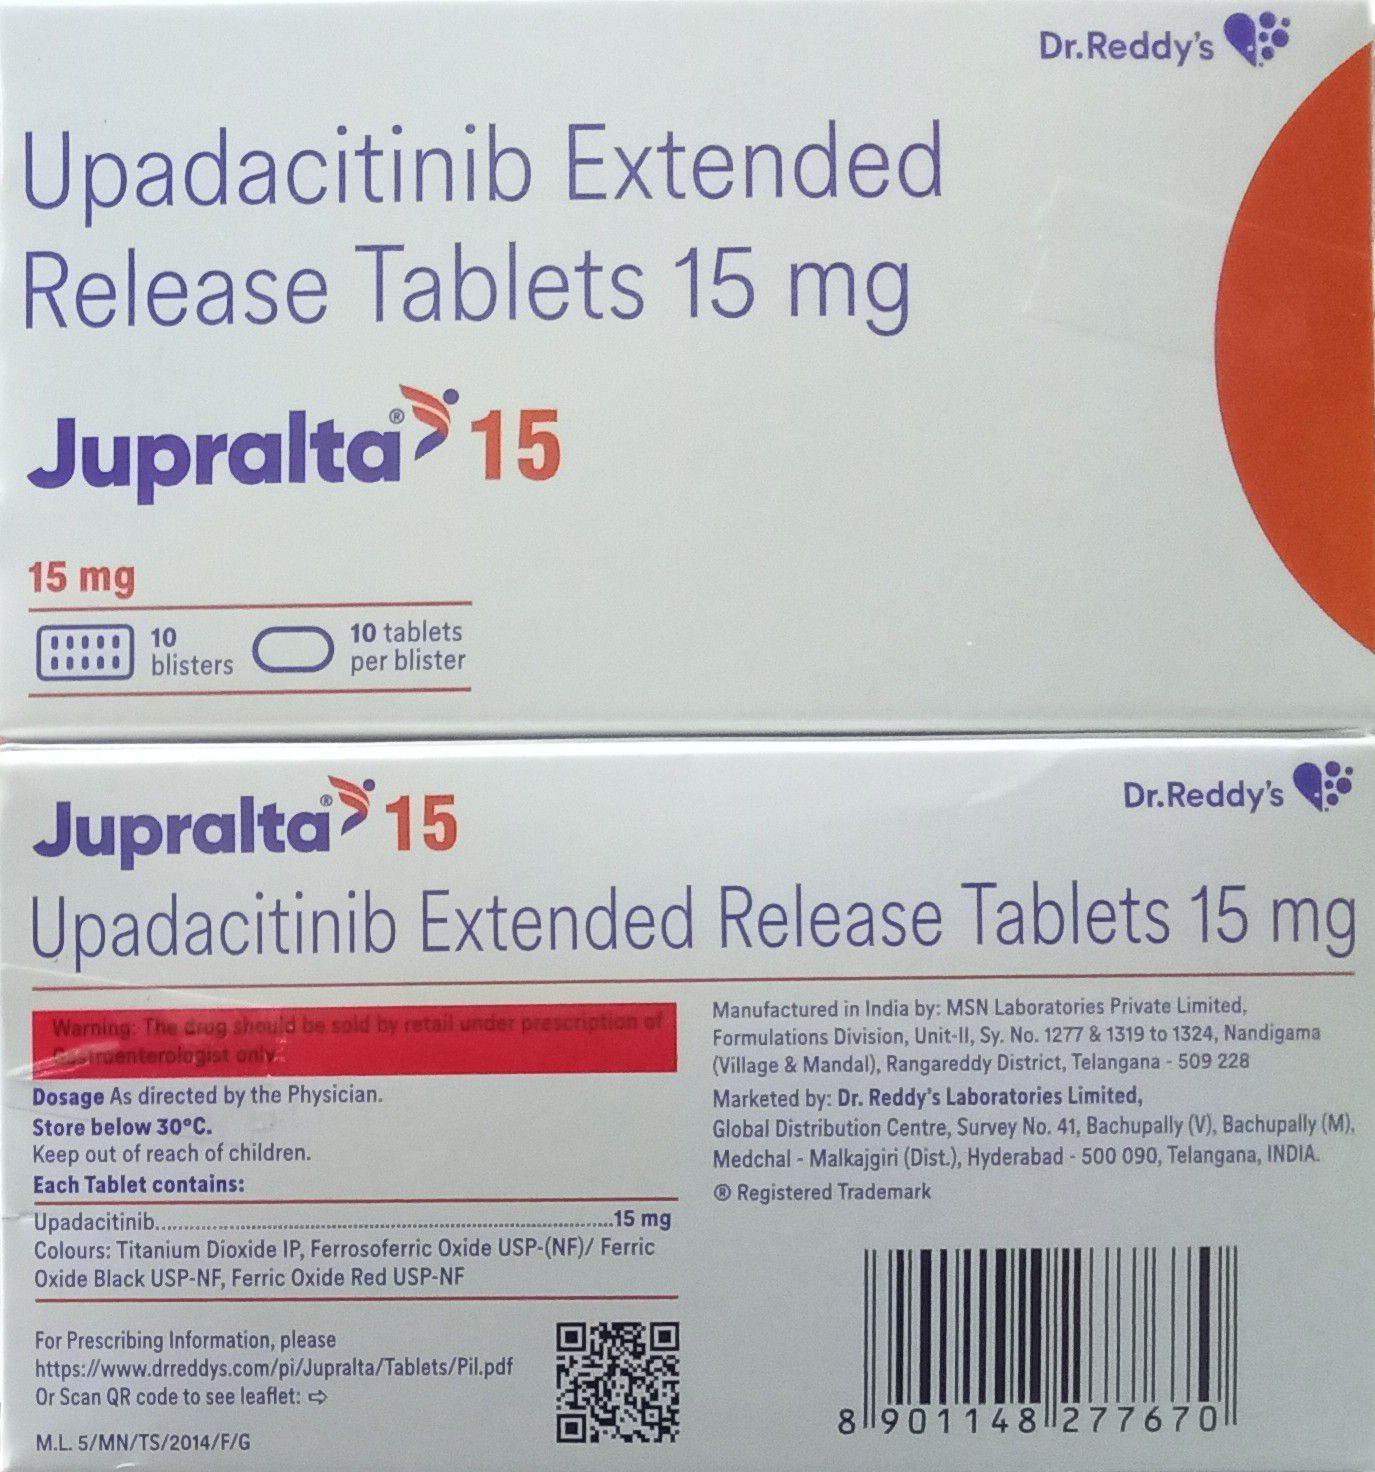 Dr.Reddy's
Upadacitinib Extended
Release Tablets 15 mg
Jupralta® 15
15 mg
10 blisters
10 tablets per blister
Jupralta® 15
Dr.Reddy's
Upadacitinib Extended Release Tablets 15 mg
Warning: The drug should be sold by retail under prescription of
Gastroenterologist only.
Dosage As directed by the Physician.
Store below 30°C.
Keep out of reach of children.
Each Tablet contains:
Upadacitinib..........................................................................................15 mg
Colours: Titanium Dioxide IP, Ferrosoferric Oxide USP-(NF)/ Ferric
Oxide Black USP-NF, Ferric Oxide Red USP-NF
For Prescribing Information, please
https://www.drreddys.com/pi/Jupralta/Tablets/Pil.pdf
Or Scan QR code to see leaflet: ⇨
M.L. 5/MN/TS/2014/F/G
Manufactured in India by: MSN Laboratories Private Limited,
Formulations Division, Unit-II, Sy. No. 1277 & 1319 to 1324, Nandigama
(Village & Mandal), Rangareddy District, Telangana - 509 228
Marketed by: Dr. Reddy's Laboratories Limited,
Global Distribution Centre, Survey No. 41, Bachupally (V), Bachupally (M),
Medchal - Malkajgiri (Dist.), Hyderabad - 500 090, Telangana, INDIA.
® Registered Trademark
8 901148 277670